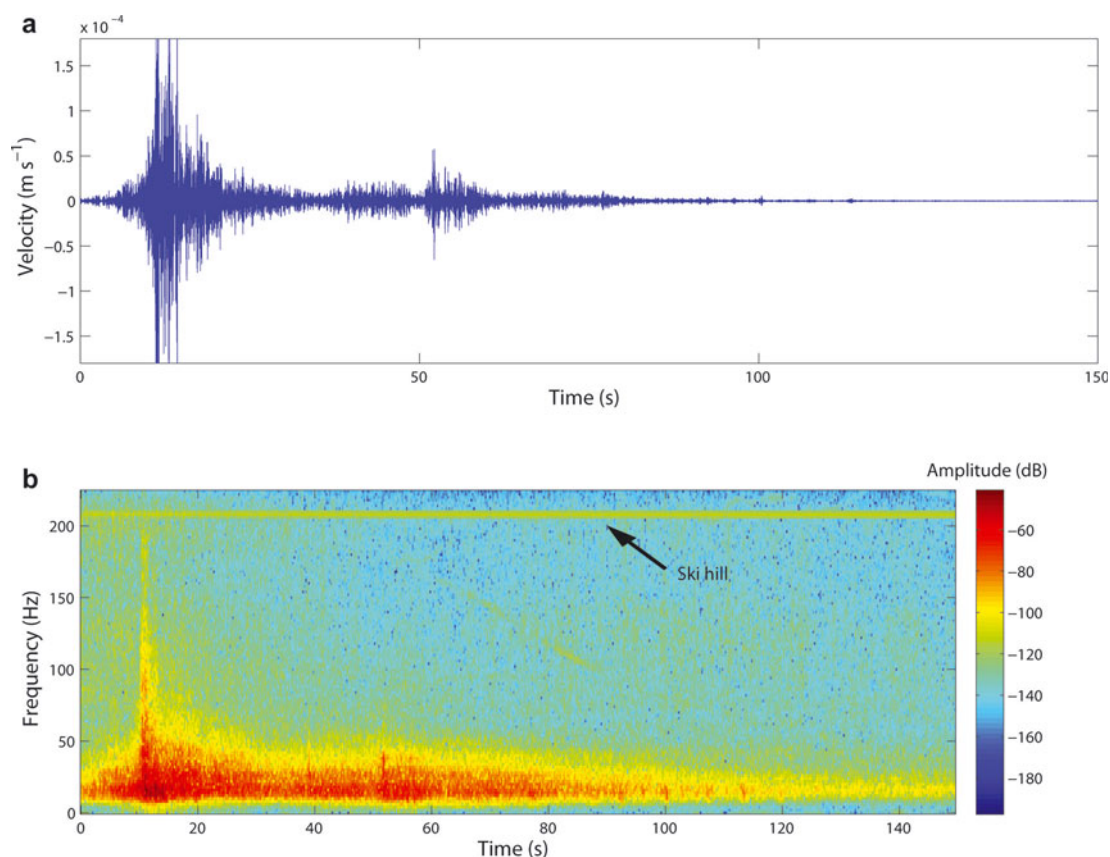 a
x 10⁻⁴
1.5
1
0.5
0
−0.5
−1
−1.5
Velocity (m s⁻¹)
0 50 100 150
Time (s)
b
Amplitude (dB)
200
150
100
50
0
Frequency (Hz)
Ski hill
−60
−80
−100
−120
−140
−160
−180
0 20 40 60 80 100 120 140
Time (s)